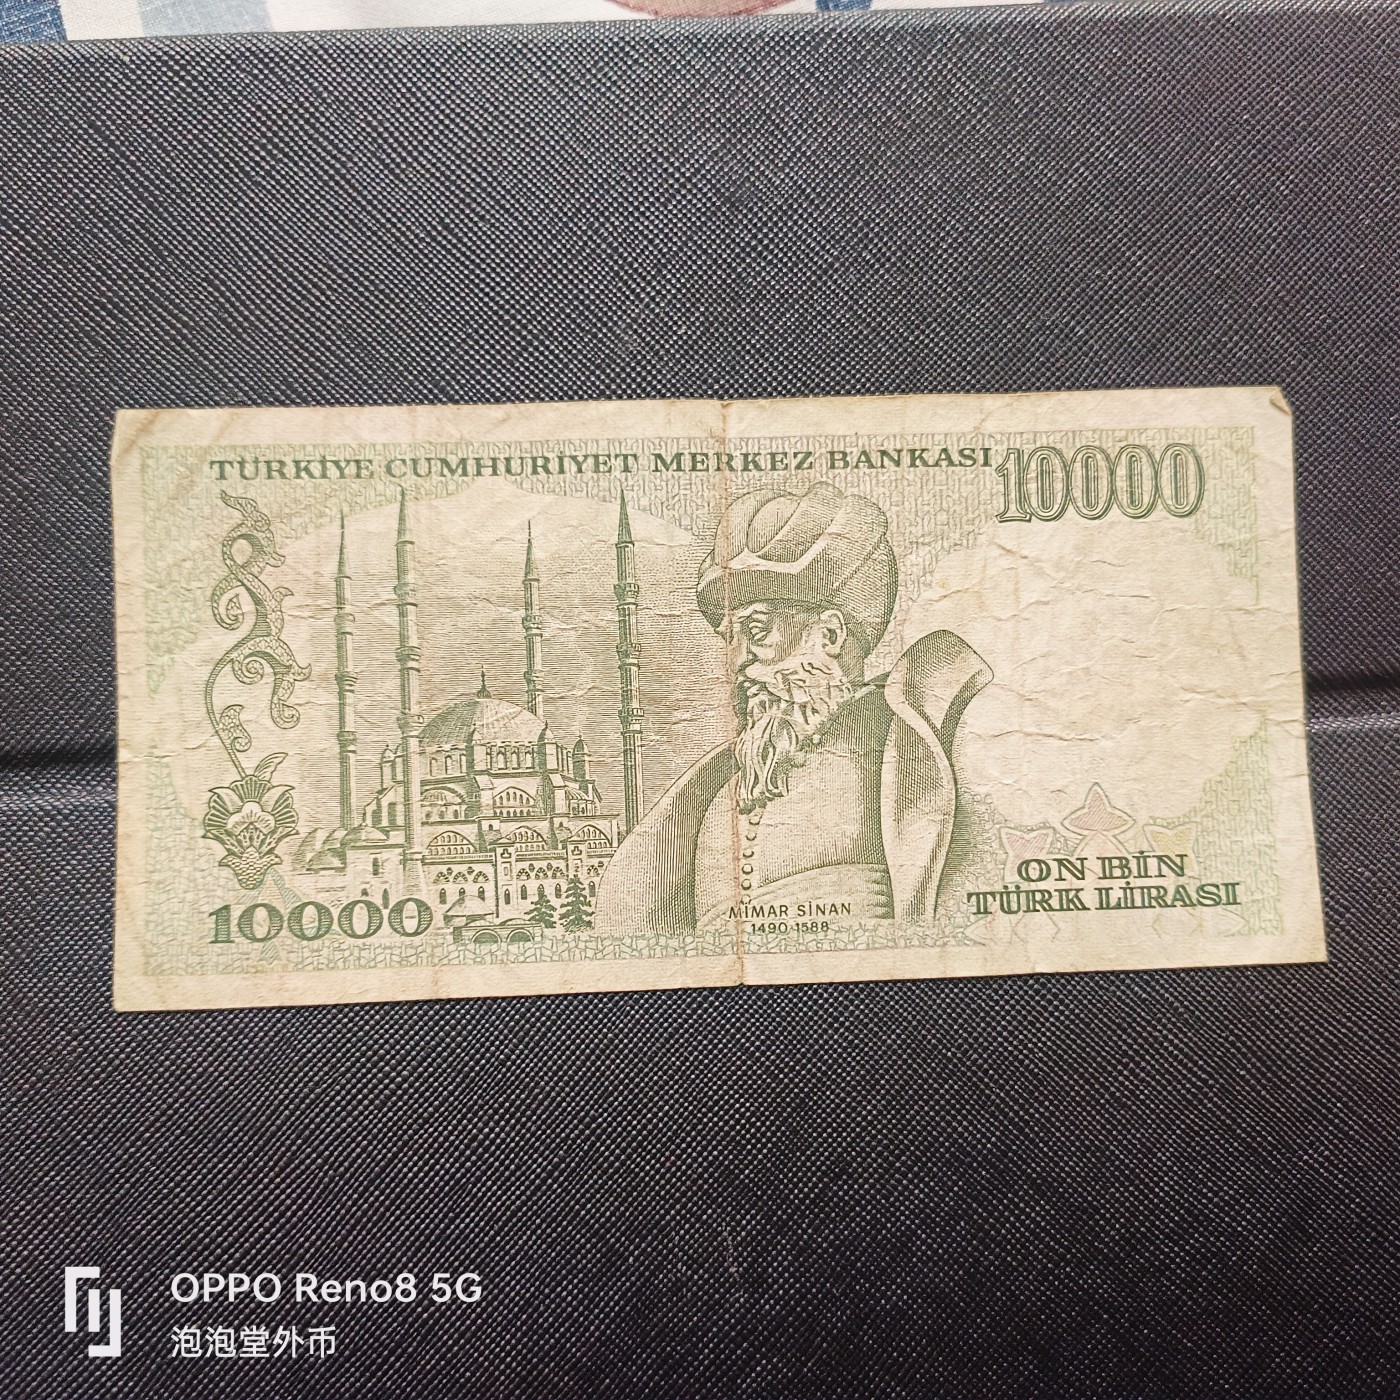 TÜRKİYE CUMHURİYET MERKEZ BANKASI
10000
MİMAR SİNAN
1490-1588
ON BİN
TÜRK LİRASI
10000
OPPO Reno8 5G
泡泡堂外币